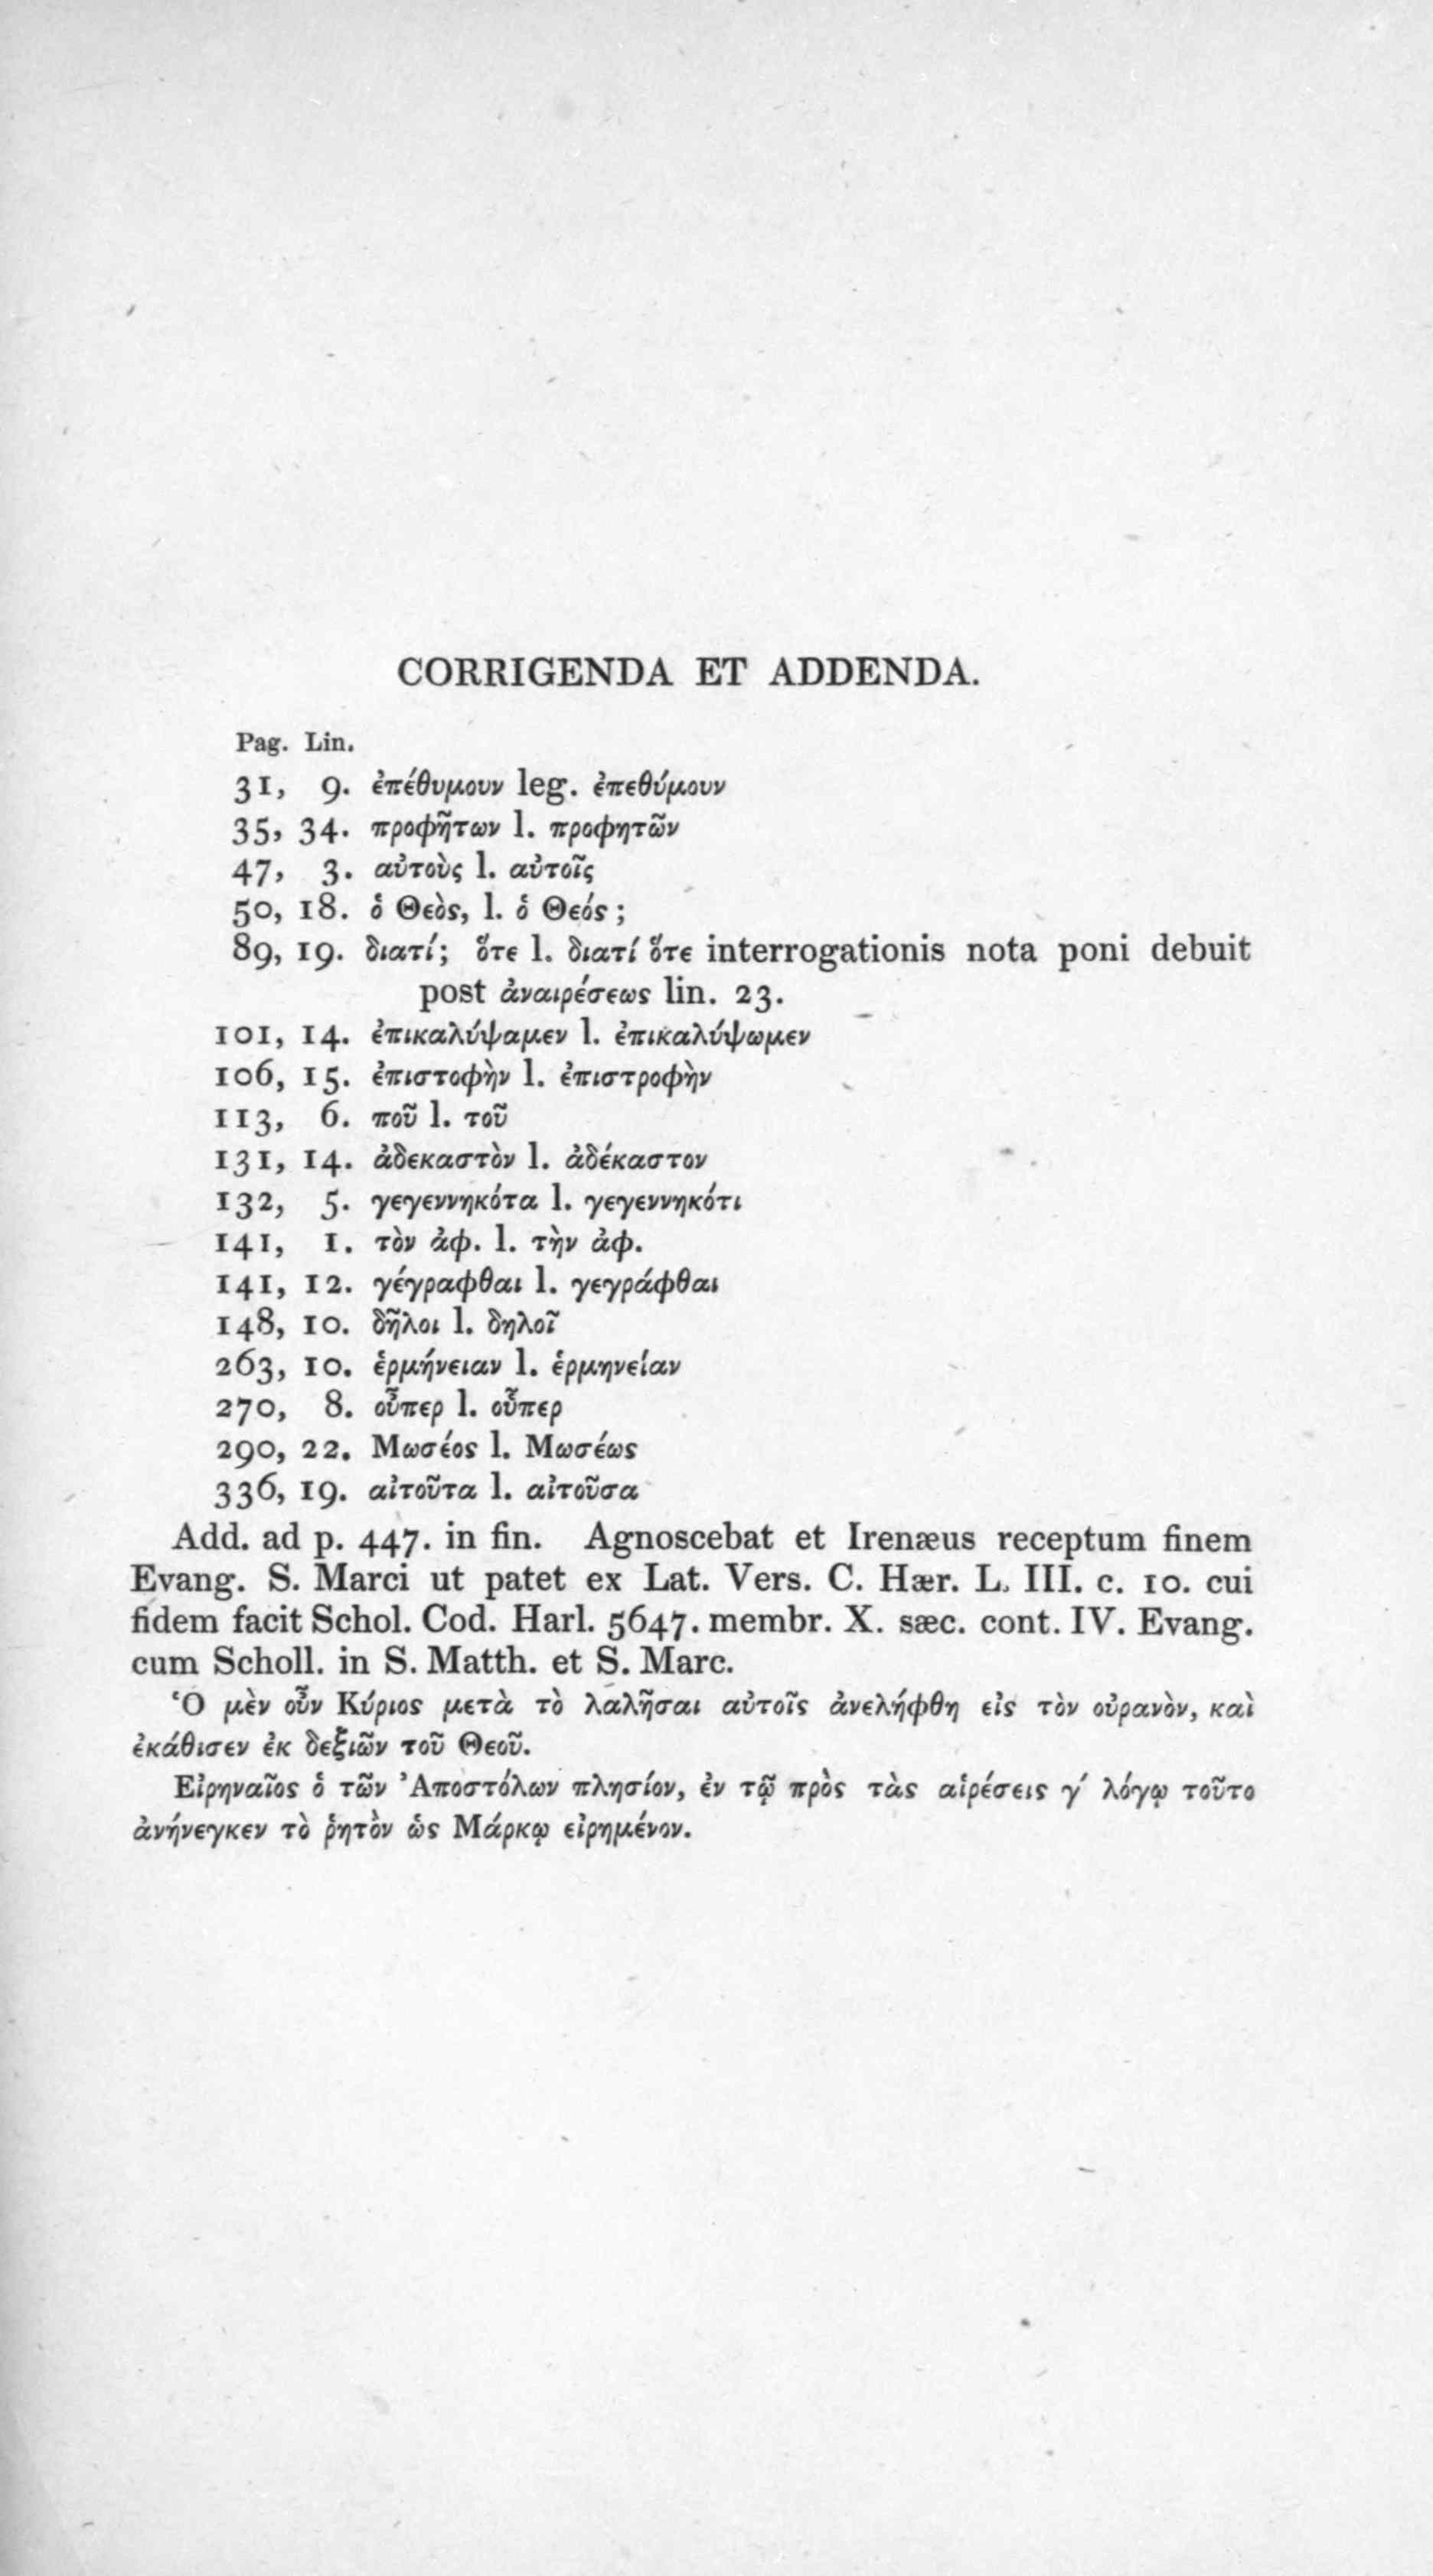 CORRIGENDA ET ADDENDA.
Pag. Lin.
31, 9. ἐπέθυμουν leg. ἐπεθύμουν
35, 34. προφῆτων l. προφητῶν
47, 3. αὐτοὺς l. αὐτοῖς
50, 18. ὁ Θεὸς, l. ὁ Θεός;
89, 19. διατί; ὅτε l. διατί ὅτε interrogationis nota poni debuit
post ἀναιρέσεως lin. 23.
101, 14. ἐπικαλύψαμεν l. ἐπικαλύψωμεν
106, 15. ἐπιστοφὴν l. ἐπιστροφὴν
113, 6. ποῦ l. τοῦ
131, 14. ἀδεκαστὸν l. ἀδέκαστον
132, 5. γεγεννηκότα l. γεγεννηκότι
141, 1. τὸν ἀφ. l. τὴν ἀφ.
141, 12. γέγραφθαι l. γεγράφθαι
148, 10. δῆλοι l. δηλοῖ
263, 10. ἑρμήνειαν l. ἑρμηνείαν
270, 8. οὖπερ l. οὗπερ
290, 22. Μωσέος l. Μωσέως
336, 19. αἰτοῦτα l. αἰτοῦσα
Add. ad p. 447. in fin. Agnoscebat et Irenæus receptum finem
Evang. S. Marci ut patet ex Lat. Vers. C. Hær. L. III. c. 10. cui
fidem facit Schol. Cod. Harl. 5647. membr. X. sæc. cont. IV. Evang.
cum Scholl. in S. Matth. et S. Marc.
Ὁ μὲν οὖν Κύριος μετὰ τὸ λαλῆσαι αὐτοῖς ἀνελήφθη εἰς τὸν οὐρανὸν, καὶ
ἐκάθισεν ἐκ δεξιῶν τοῦ Θεοῦ.
Εἰρηναῖος ὁ τῶν Ἀποστόλων πλησίον, ἐν τῷ πρὸς τὰς αἱρέσεις γ´ λόγῳ τοῦτο
ἀνήνεγκεν τὸ ῥητὸν ὡς Μάρκῳ εἰρημένον.